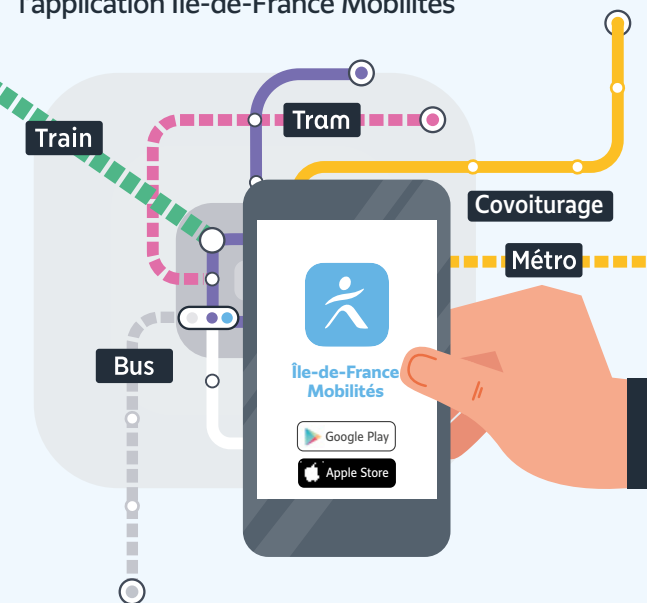 l'application Île-de-France Mobilités
Tram
Train
Covoiturage
Métro
Bus
Île-de-France
Mobilités
Google Play
Apple Store